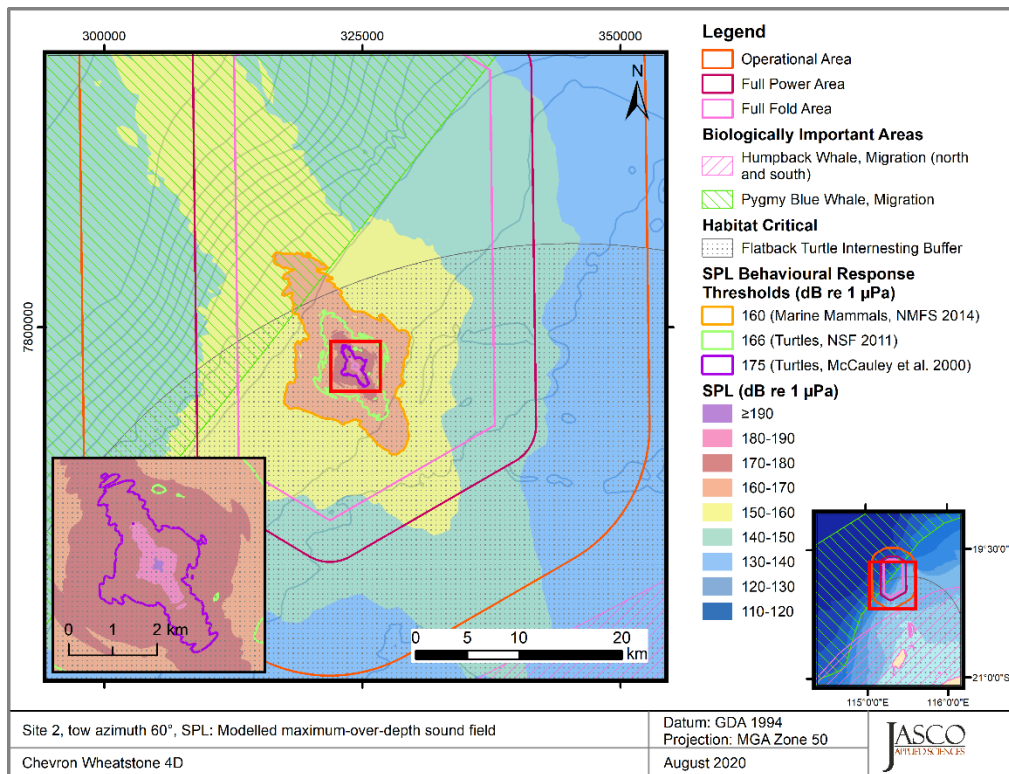 300000
325000
350000
7800000
N
0
1
2
km
0
5
10
20
km
Legend
Operational Area
Full Power Area
Full Fold Area
Biologically Important Areas
Humpback Whale, Migration (north
and south)
Pygmy Blue Whale, Migration
Habitat Critical
Flatback Turtle Internesting Buffer
SPL Behavioural Response
Thresholds (dB re 1 µPa)
160 (Marine Mammals, NMFS 2014)
166 (Turtles, NSF 2011)
175 (Turtles, McCauley et al. 2000)
SPL (dB re 1 µPa)
≥190
180-190
170-180
160-170
150-160
140-150
130-140
120-130
110-120
19°30'0"
21°0'0"S
115°0'0"E
116°0'0"E
Site 2, tow azimuth 60°, SPL: Modelled maximum-over-depth sound field
Chevron Wheatstone 4D
Datum: GDA 1994
Projection: MGA Zone 50
August 2020
JASCO
APPLIED SCIENCES